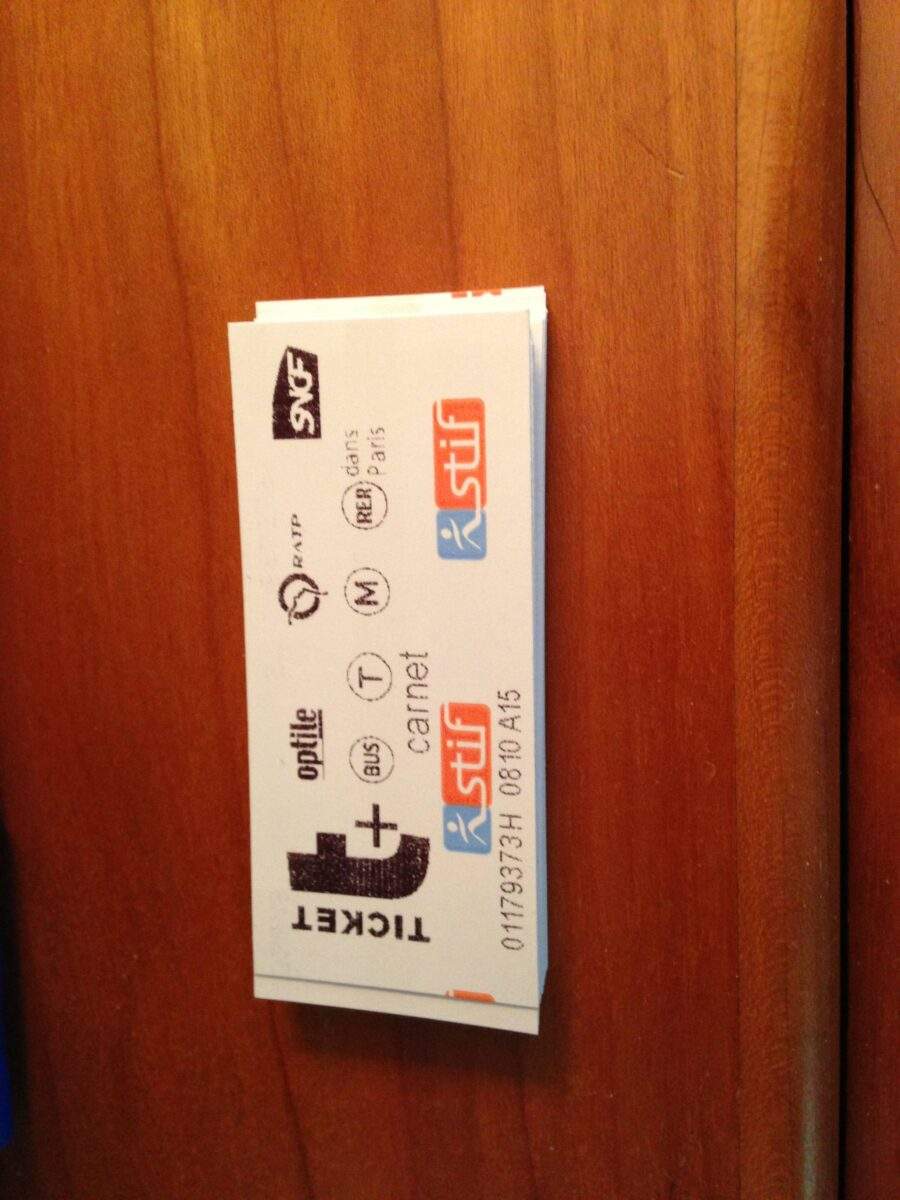 TICKET
t+
optile RATP SNCF
BUS T M RER dans
Paris
carnet
stif stif
01179373H 0810 A15